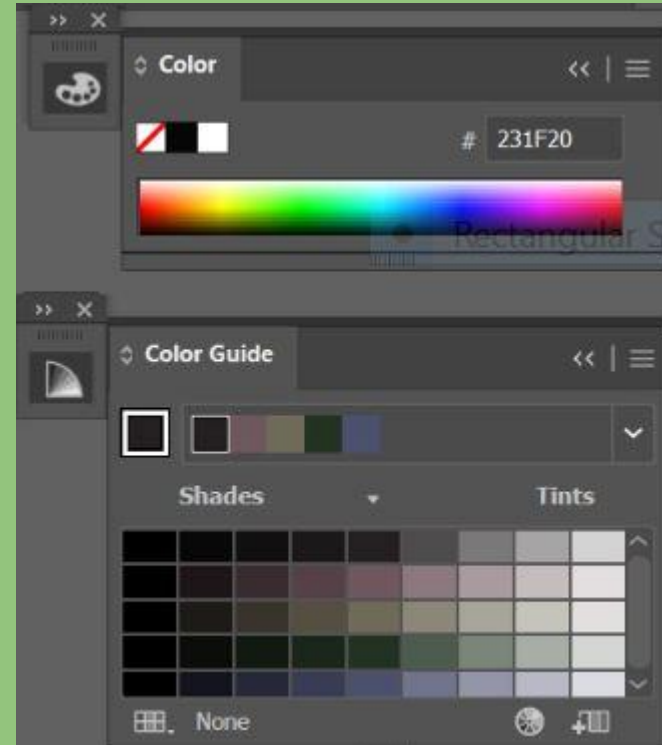 Color
# 231F20
Rectangular S
Color Guide
Shades Tints
None